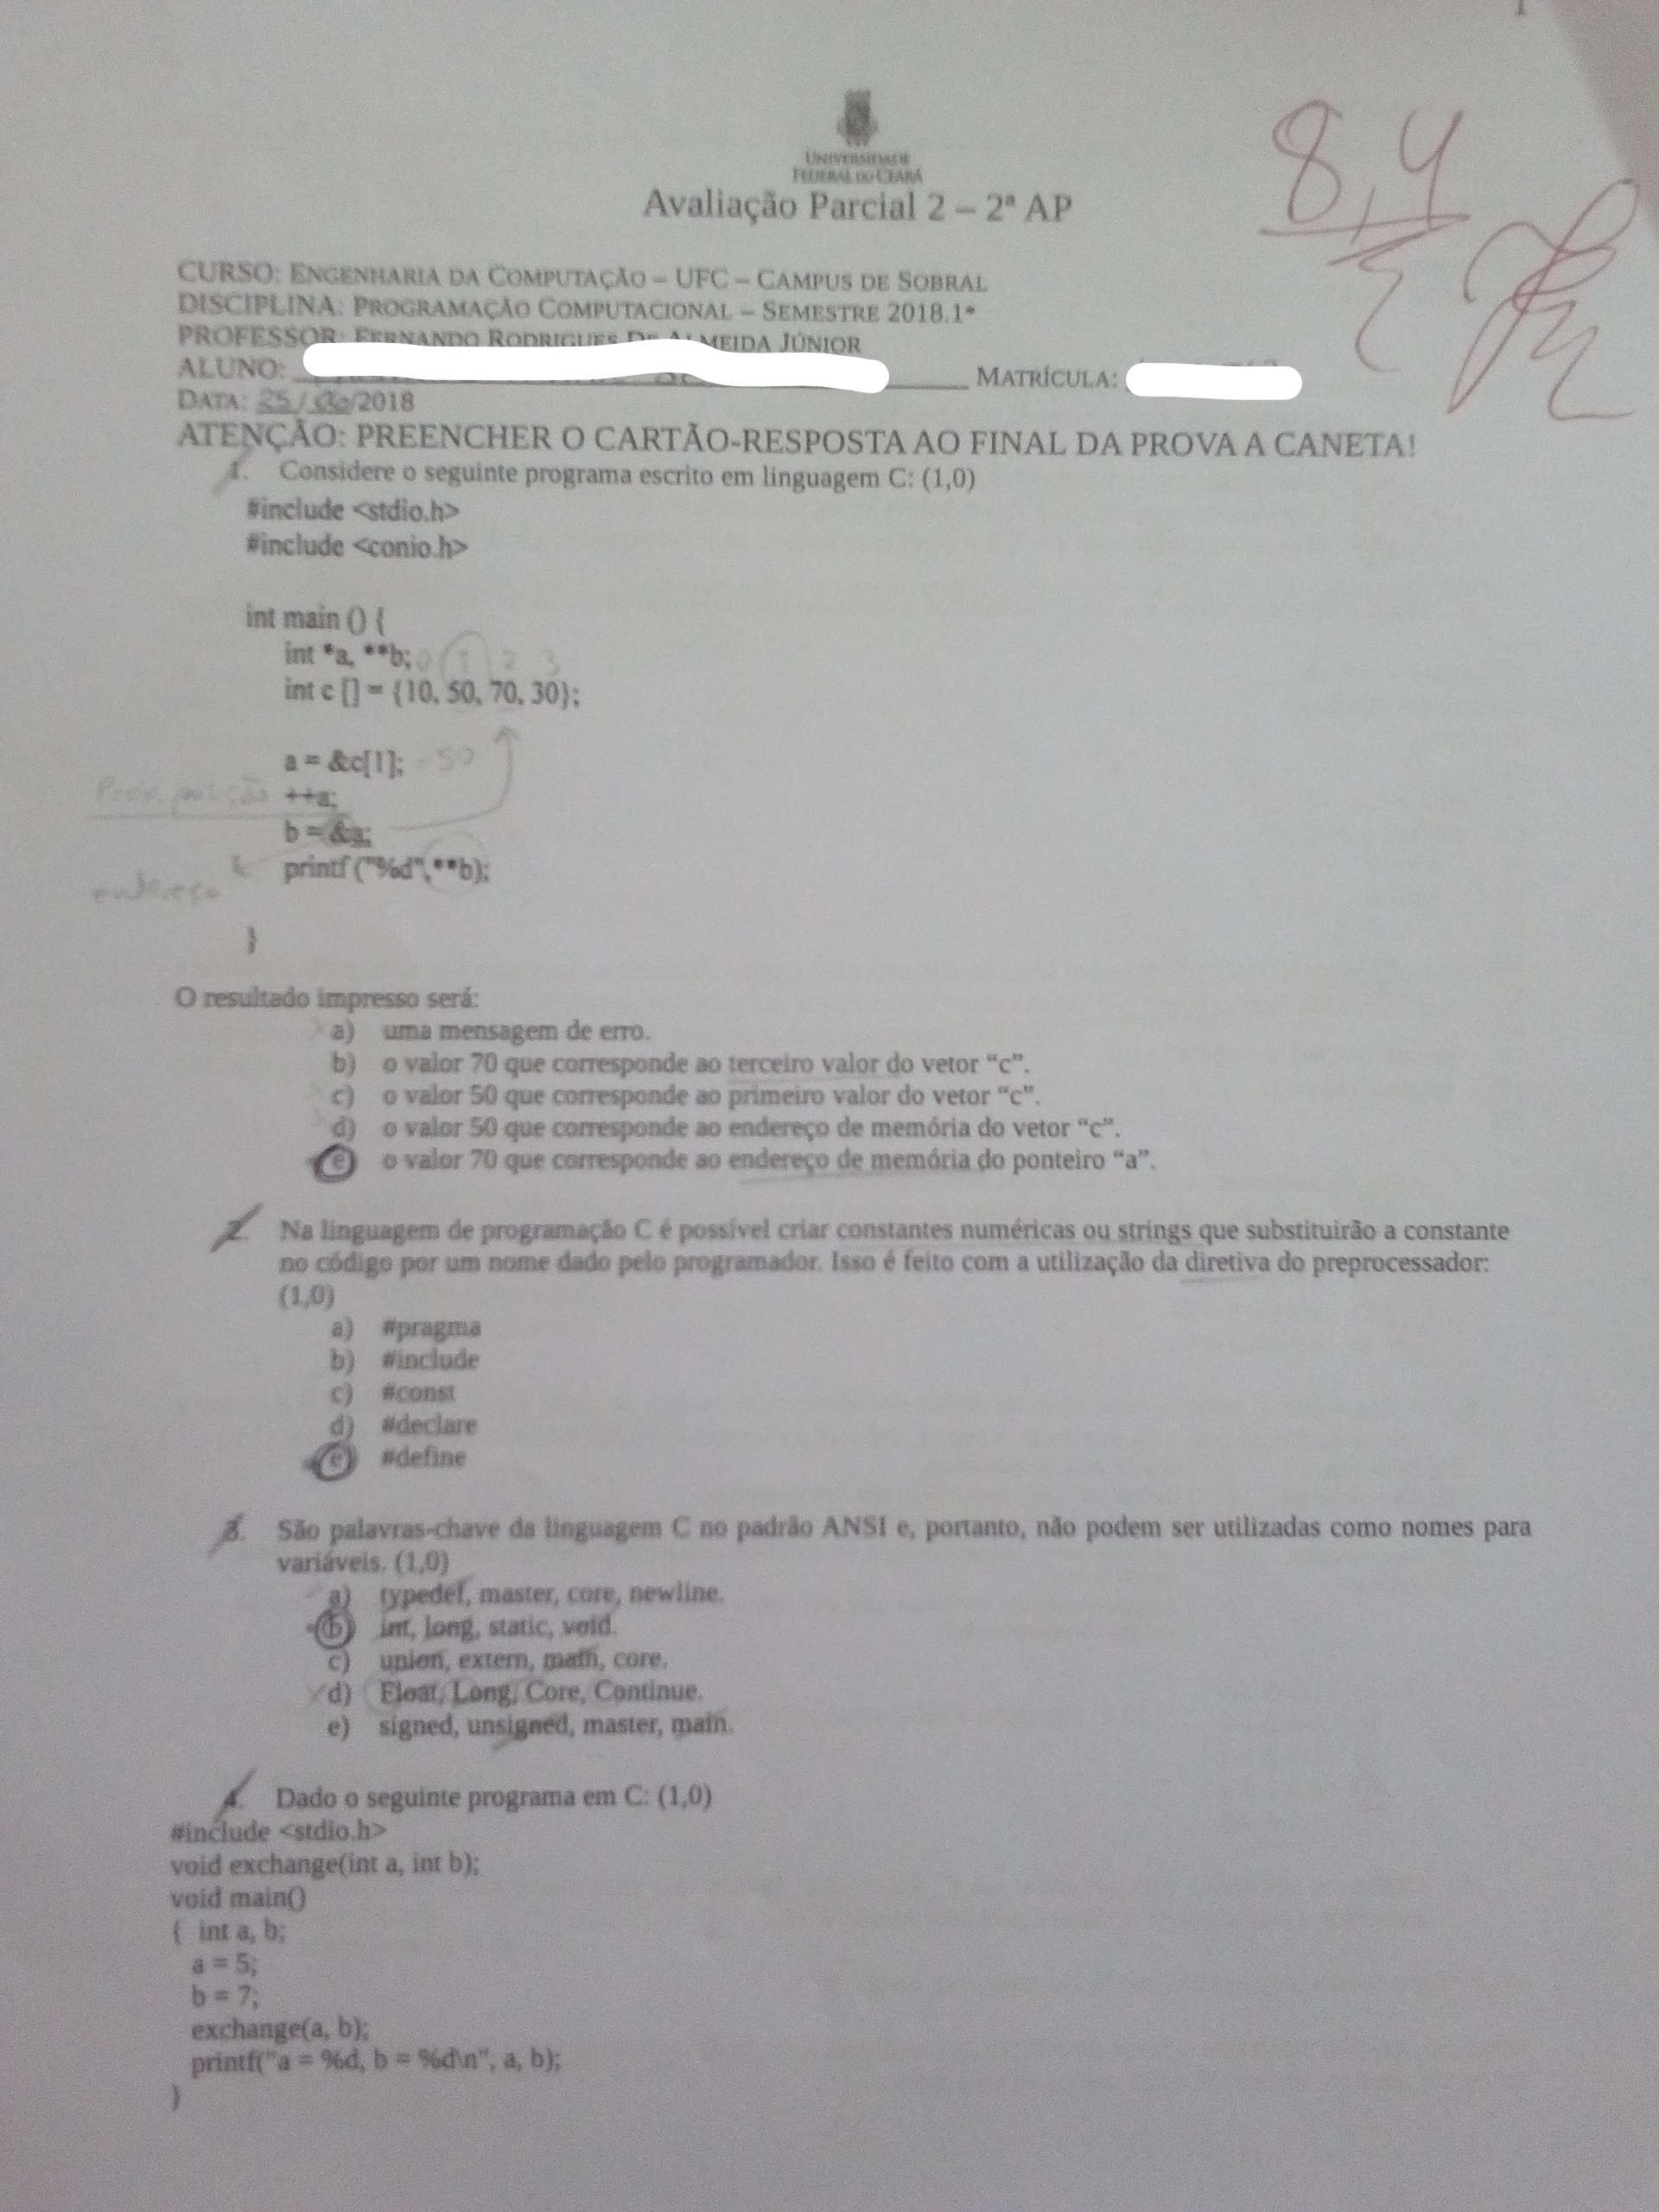 1
UNIVERSIDADE
FEDERAL DO CEARÁ
Avaliação Parcial 2 – 2ª AP
8,4
CURSO: ENGENHARIA DA COMPUTAÇÃO – UFC – CAMPUS DE SOBRAL
DISCIPLINA: PROGRAMAÇÃO COMPUTACIONAL – SEMESTRE 2018.1*
PROFESSOR: FERNANDO RODRIGUES DE ALMEIDA JÚNIOR
ALUNO: MATRÍCULA:
DATA: 25/06/2018
ATENÇÃO: PREENCHER O CARTÃO-RESPOSTA AO FINAL DA PROVA A CANETA!
1. Considere o seguinte programa escrito em linguagem C: (1,0)
#include <stdio.h>
#include <conio.h>
int main () {
int *a, **b; 0 1 2 3
int c [] = {10, 50, 70, 30};
a = &c[1]; = 50
Prox. posição ++a;
b = &a;
printf ("%d",**b);
endereço
}
O resultado impresso será:
a) uma mensagem de erro.
b) o valor 70 que corresponde ao terceiro valor do vetor “c”.
c) o valor 50 que corresponde ao primeiro valor do vetor “c”.
d) o valor 50 que corresponde ao endereço de memória do vetor “c”.
e) o valor 70 que corresponde ao endereço de memória do ponteiro “a”.
2. Na linguagem de programação C é possível criar constantes numéricas ou strings que substituirão a constante
no código por um nome dado pelo programador. Isso é feito com a utilização da diretiva do preprocessador:
(1,0)
a) #pragma
b) #include
c) #const
d) #declare
e) #define
3. São palavras-chave da linguagem C no padrão ANSI e, portanto, não podem ser utilizadas como nomes para
variáveis. (1,0)
a) typedef, master, core, newline.
b) int, long, static, void.
c) union, extern, main, core.
d) Float, Long, Core, Continue.
e) signed, unsigned, master, main.
4. Dado o seguinte programa em C: (1,0)
#include <stdio.h>
void exchange(int a, int b);
void main()
{ int a, b;
a = 5;
b = 7;
exchange(a, b);
printf("a = %d, b = %d\n", a, b);
}